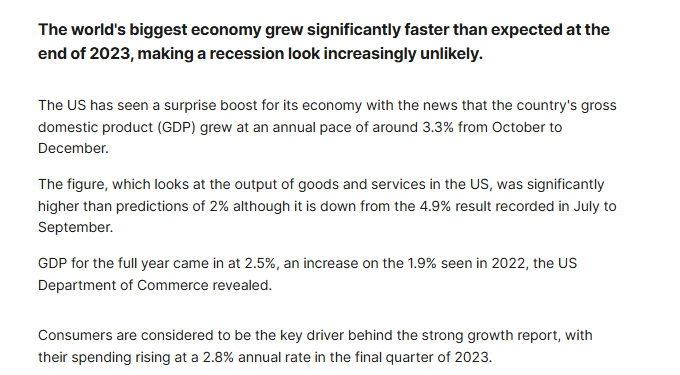 The world's biggest economy grew significantly faster than expected at the
end of 2023, making a recession look increasingly unlikely.
The US has seen a surprise boost for its economy with the news that the country's gross
domestic product (GDP) grew at an annual pace of around 3.3% from October to
December.
The figure, which looks at the output of goods and services in the US, was significantly
higher than predictions of 2% although it is down from the 4.9% result recorded in July to
September.
GDP for the full year came in at 2.5%, an increase on the 1.9% seen in 2022, the US
Department of Commerce revealed.
Consumers are considered to be the key driver behind the strong growth report, with
their spending rising at a 2.8% annual rate in the final quarter of 2023.